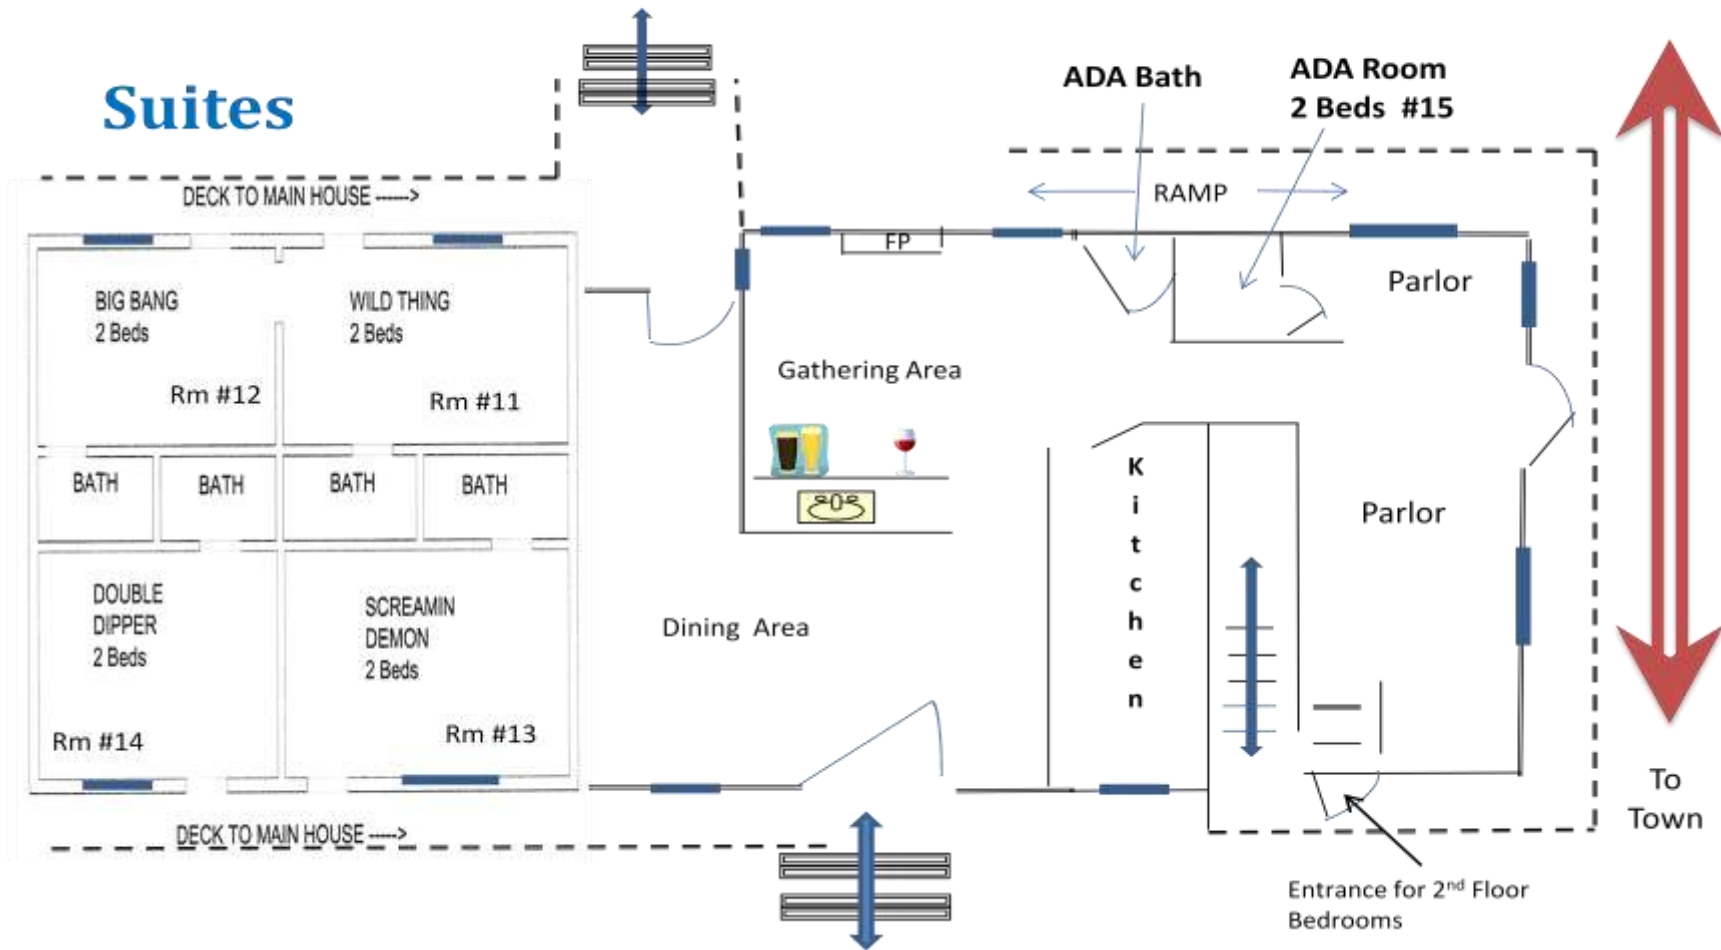 Suites
ADA Bath
ADA Room
2 Beds #15
DECK TO MAIN HOUSE ------>
RAMP
FP
Parlor
BIG BANG
2 Beds
WILD THING
2 Beds
Gathering Area
Rm #12
Rm #11
BATH
BATH
BATH
BATH
Kitchen
Parlor
DOUBLE
DIPPER
2 Beds
SCREAMIN
DEMON
2 Beds
Dining Area
Rm #14
Rm #13
To
Town
DECK TO MAIN HOUSE ----->
Entrance for 2nd Floor
Bedrooms